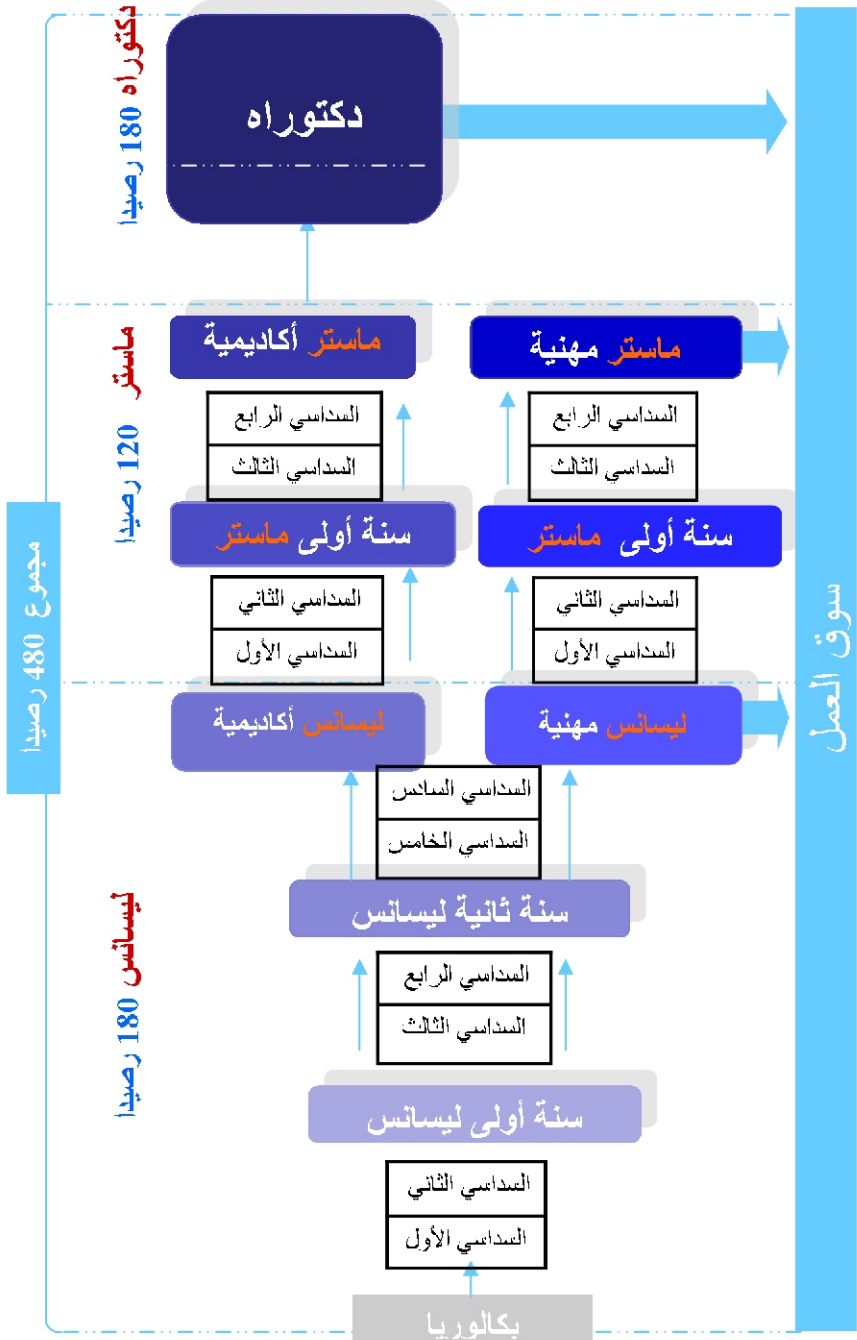 دكتوراه
دكتوراه 180 رصيدا
ماستر أكاديمية
ماستر مهنية
السداسي الرابع
السداسي الثالث
السداسي الرابع
السداسي الثالث
ماستر 120 رصيدا
سنة أولى ماستر
سنة أولى ماستر
السداسي الثاني
السداسي الأول
السداسي الثاني
السداسي الأول
مجموع 480 رصيدا
سوق العمل
ليسانس أكاديمية
ليسانس مهنية
السداسي السادس
السداسي الخامس
سنة ثانية ليسانس
ليسانس 180 رصيدا
السداسي الرابع
السداسي الثالث
سنة أولى ليسانس
السداسي الثاني
السداسي الأول
بكالوريا